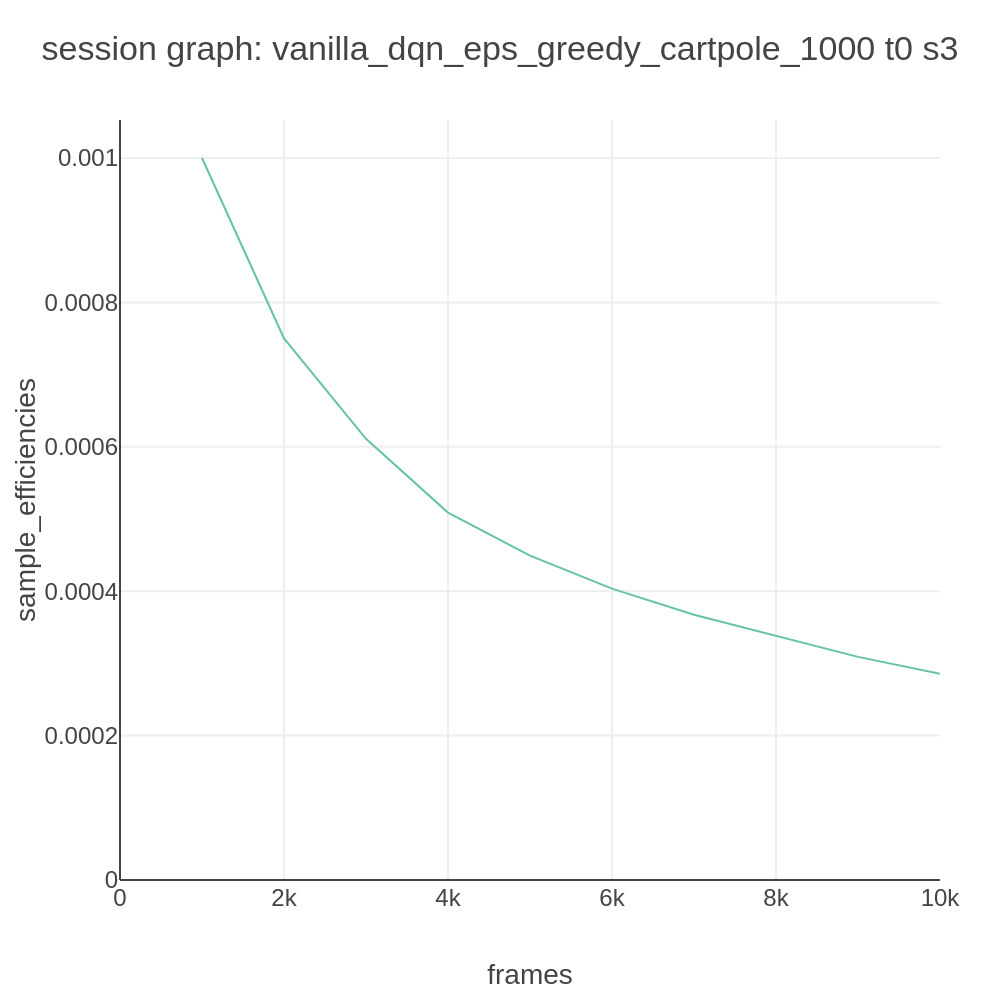 session graph: vanilla_dqn_eps_greedy_cartpole_1000 t0 s3
0.001
0.0008
0.0006
0.0004
0.0002
0
sample_efficiencies
0 2k 4k 6k 8k 10k
frames